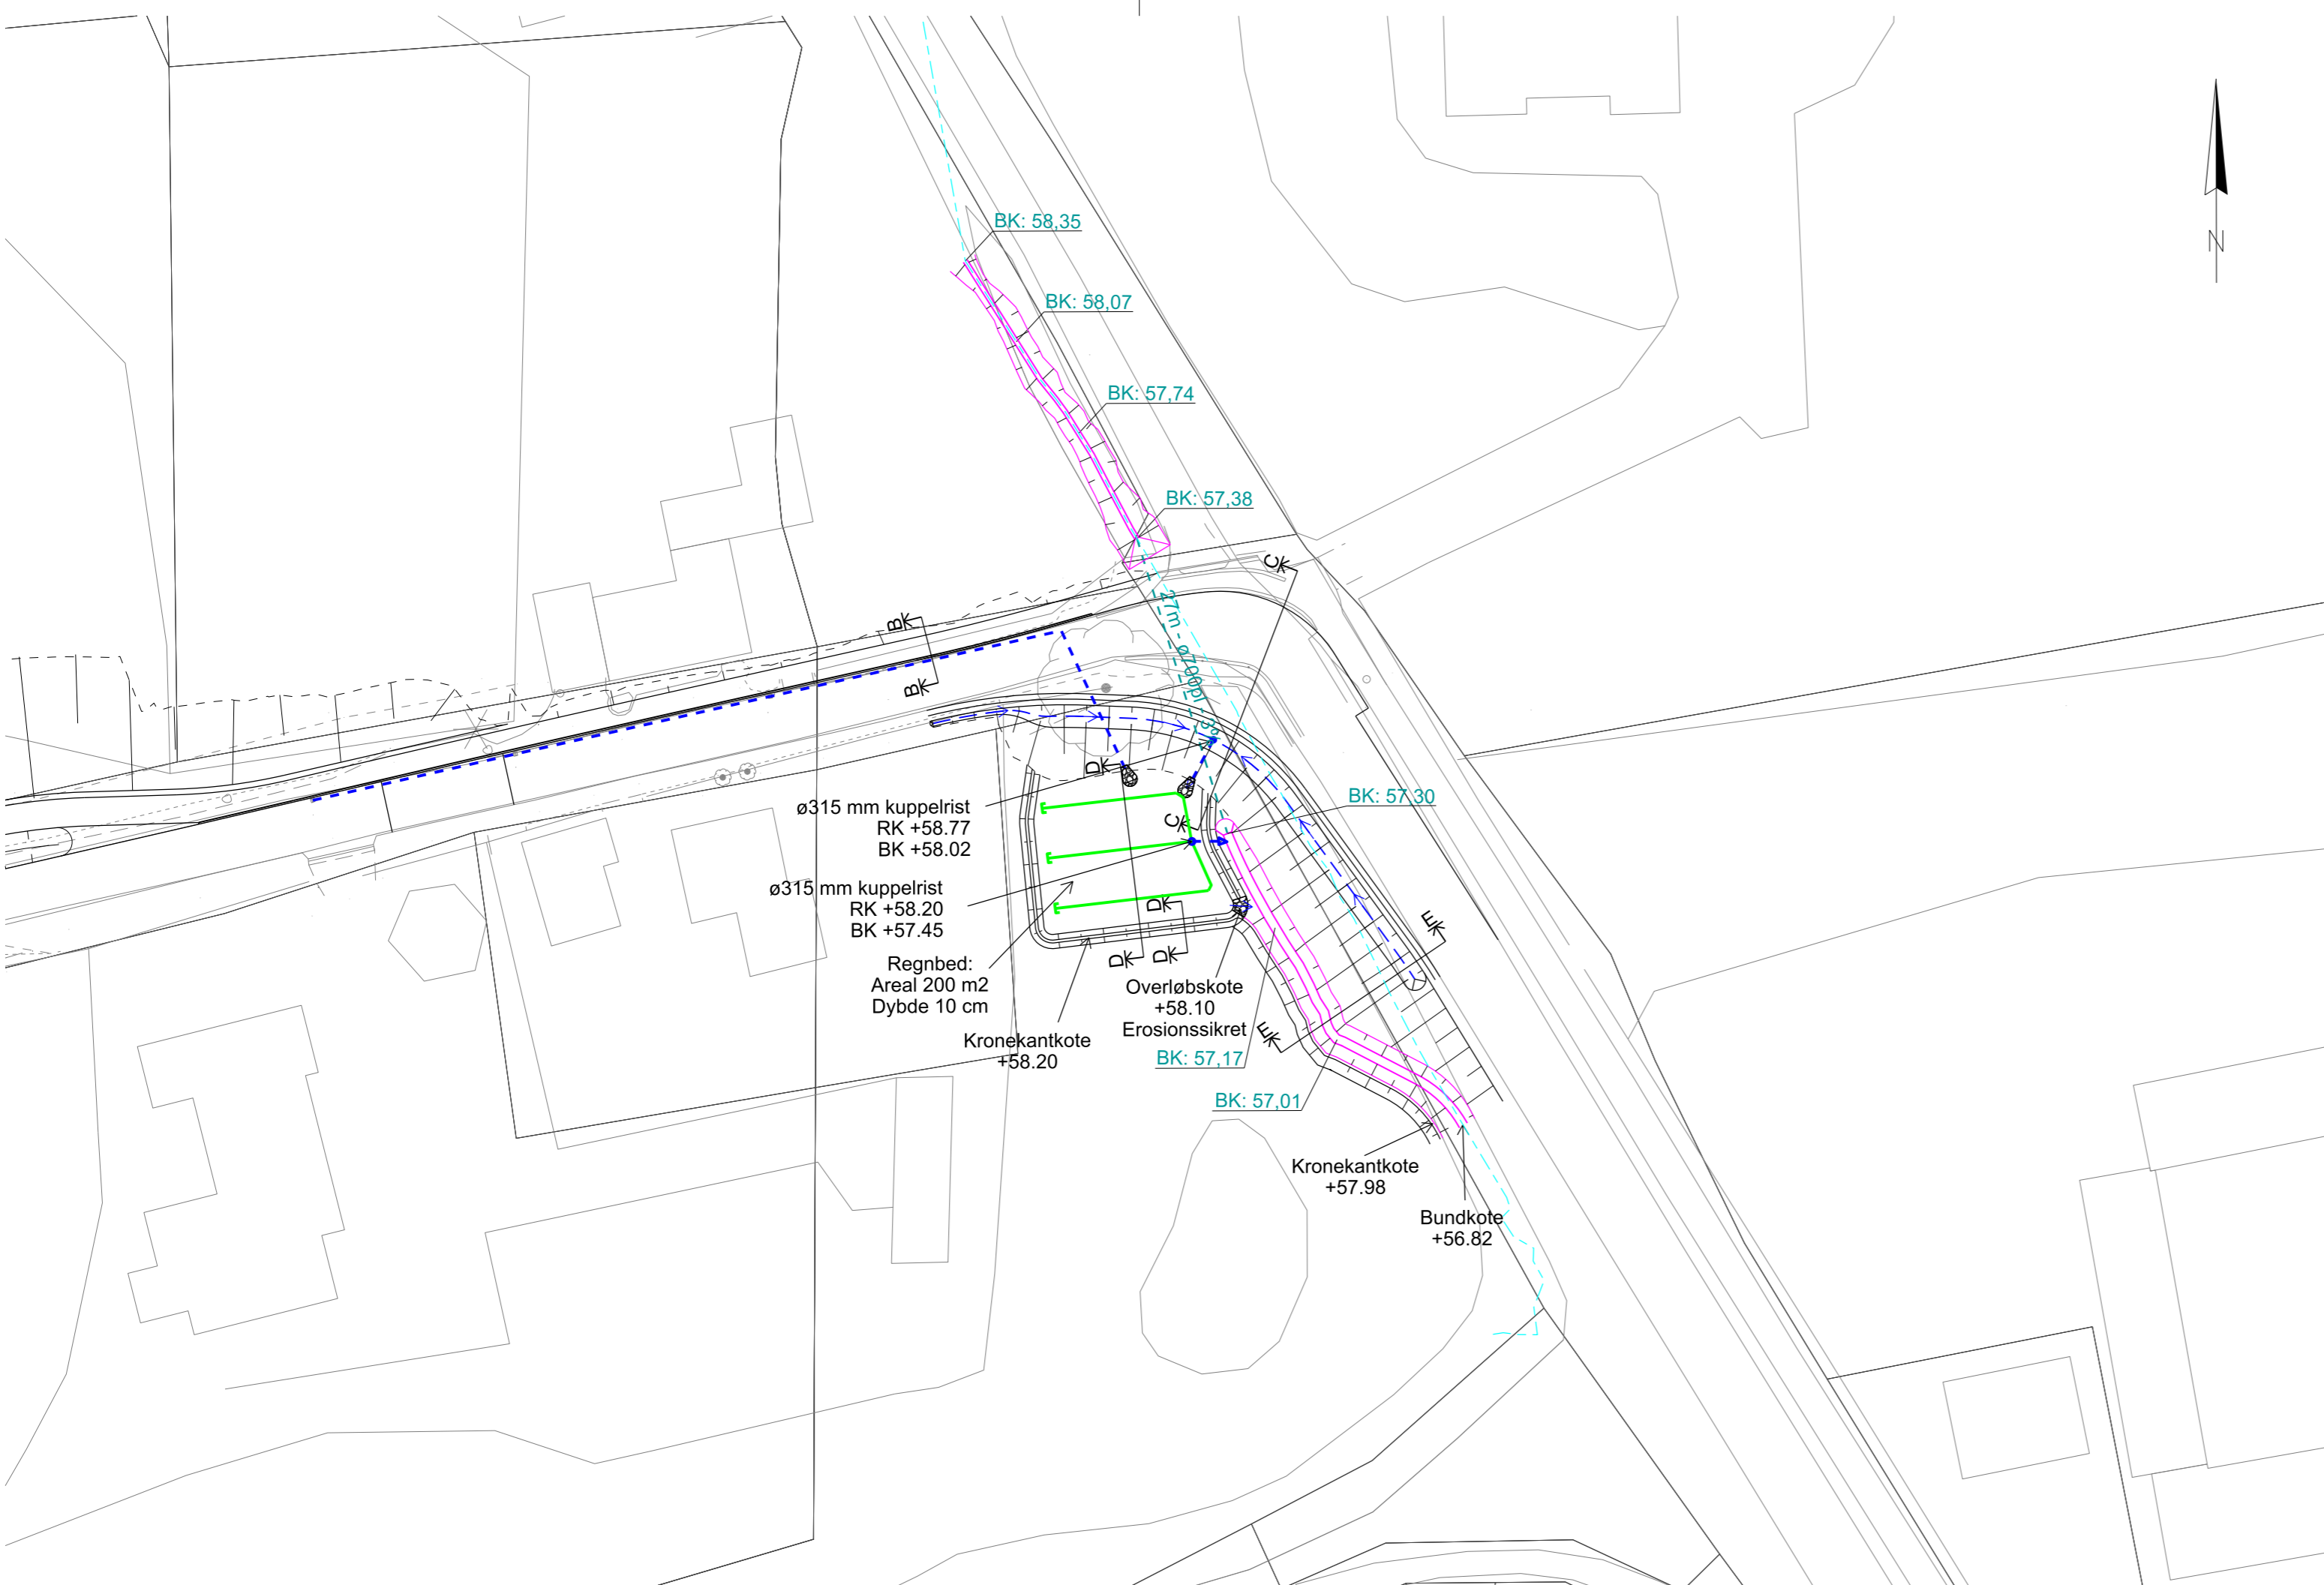 BK: 58,35
N
BK: 58,07
BK: 57,74
BK: 57,38
C
B
27m - ø700pl - 3‰
B
D
BK: 57,30
ø315 mm kuppelrist
RK +58.77
BK +58.02
C
ø315 mm kuppelrist
RK +58.20
BK +57.45
D
E
Regnbed:
Areal 200 m2
Dybde 10 cm
D
D
Overløbskote
+58.10
Erosionssikret
Kronekantkote
+58.20
E
BK: 57,17
BK: 57,01
Kronekantkote
+57.98
Bundkote
+56.82